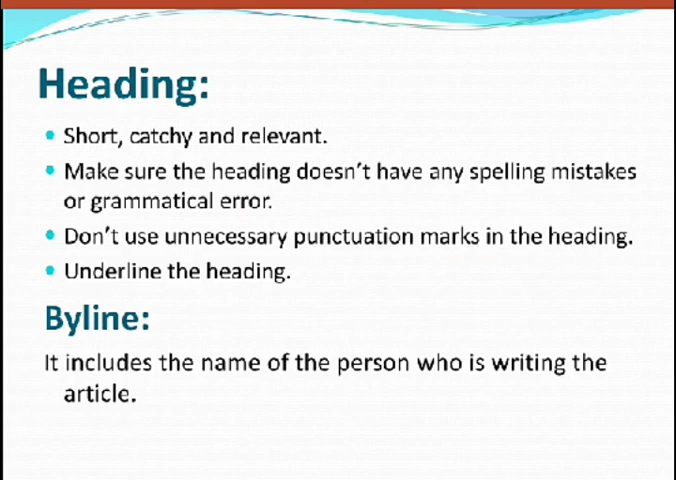 Heading:
• Short, catchy and relevant.
• Make sure the heading doesn't have any spelling mistakes
or grammatical error.
• Don't use unnecessary punctuation marks in the heading.
• Underline the heading.
Byline:
It includes the name of the person who is writing the
article.